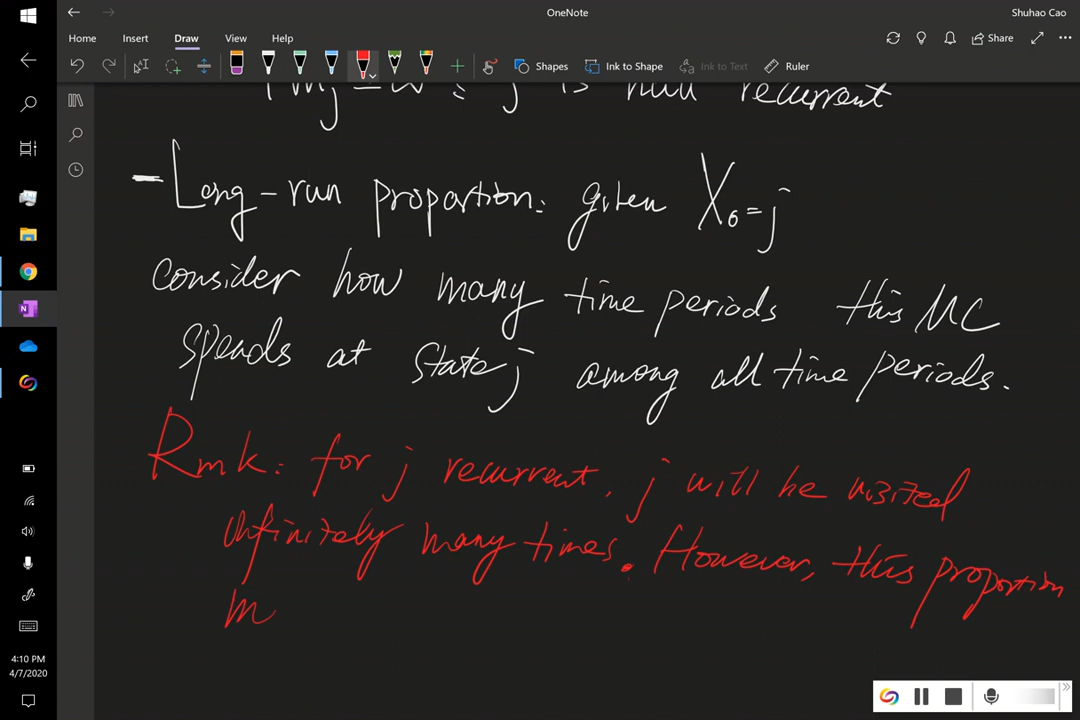 OneNote
Shuhao Cao
Home Insert Draw View Help
Share
Shapes Ink to Shape Ink to Text Ruler
mj = ∞ : j is null recurrent
- Long-run proportion: given X₀=j
consider how many time periods this MC
spends at state j among all time periods.
Rmk: for j recurrent, j will be visited
infinitely many times. However, this proportion
m
4:10 PM
4/7/2020